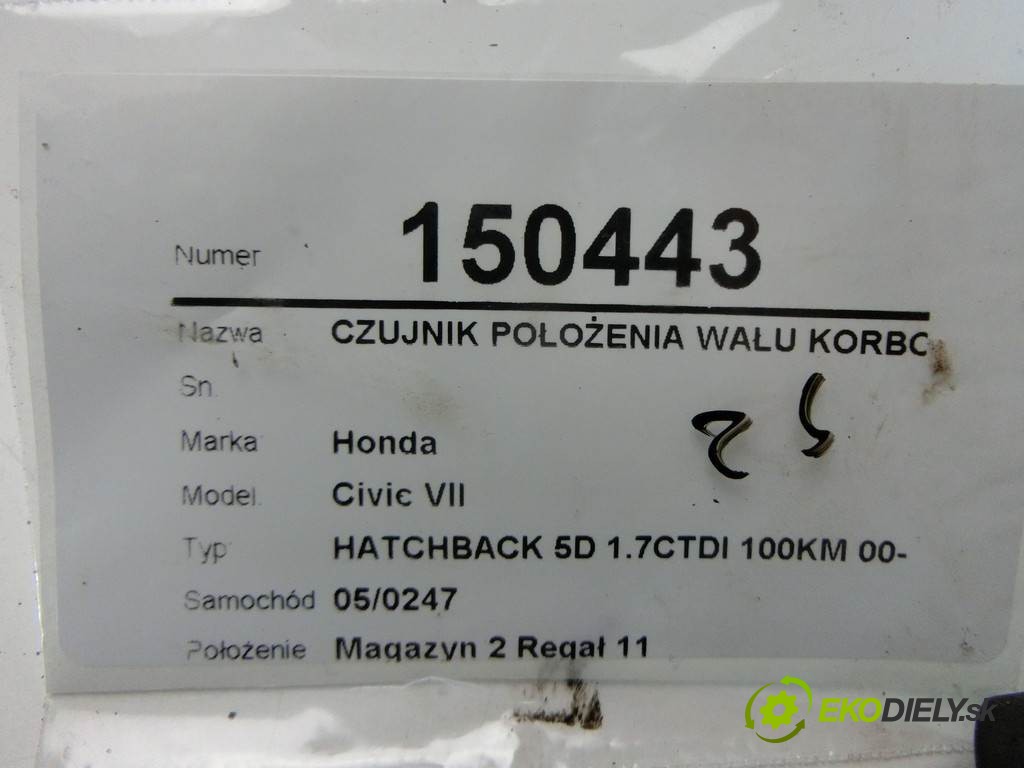 Numer 150443
Nazwa CZUJNIK POŁOŻENIA WAŁU KORBO
Sn.
Marka Honda
Model. Civic VII
Typ HATCHBACK 5D 1.7CTDI 100KM 00-
Samochód 05/0247
Położenie Magazyn 2 Regał 11
EKODIELY.sk